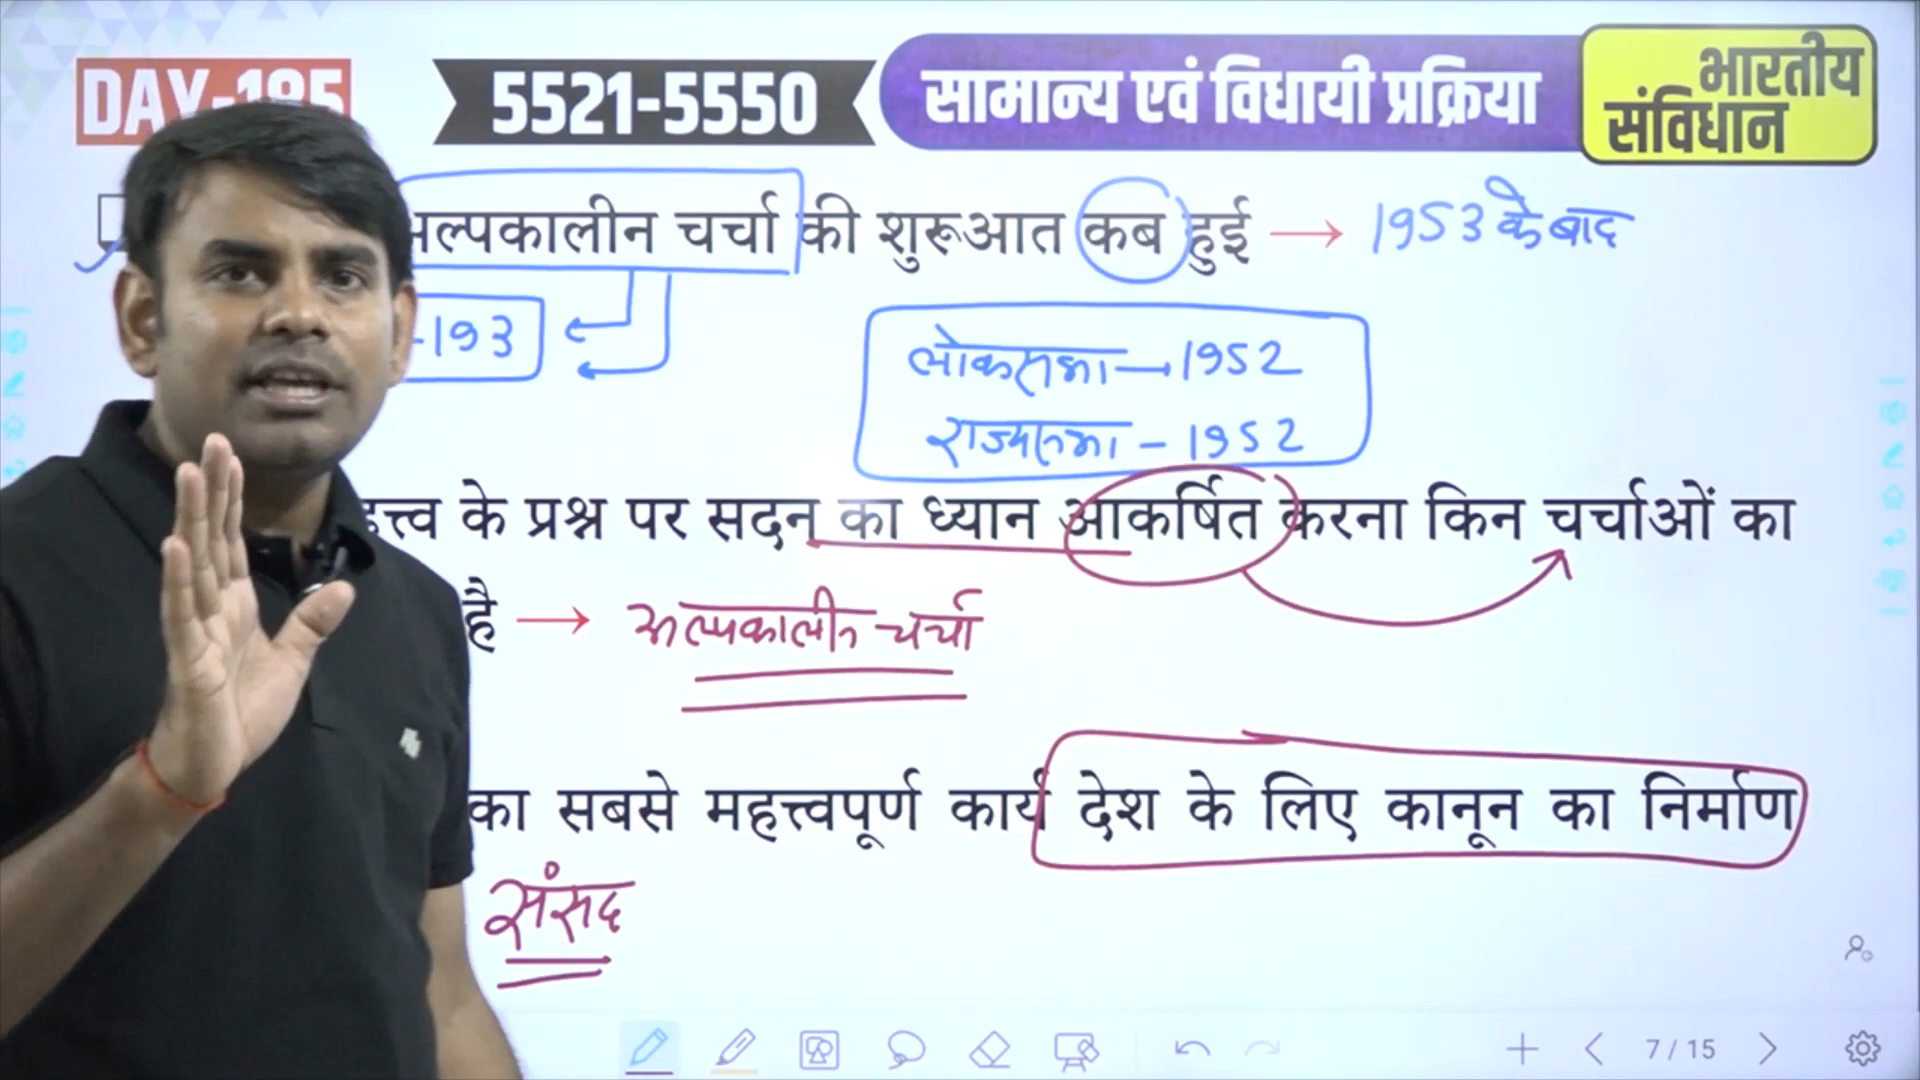 DAY-185
5521-5550
सामान्य एवं विधायी प्रक्रिया
भारतीय
संविधान
अल्पकालीन चर्चा की शुरूआत कब हुई → 1953 के बाद
-193
लोकसभा → 1952
राज्यसभा - 1952
के प्रश्न पर सदन का ध्यान आकर्षित करना किन चर्चाओं का
है → अल्पकालीन चर्चा
का सबसे महत्त्वपूर्ण कार्य देश के लिए कानून का निर्माण
संसद
7 / 15